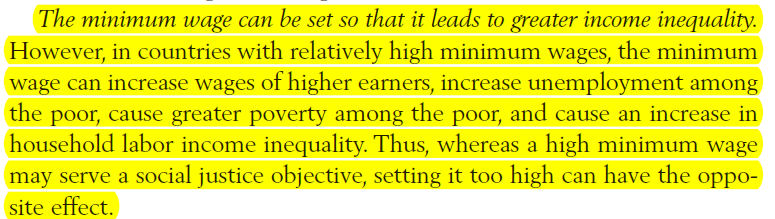 The minimum wage can be set so that it leads to greater income inequality.
However, in countries with relatively high minimum wages, the minimum
wage can increase wages of higher earners, increase unemployment among
the poor, cause greater poverty among the poor, and cause an increase in
household labor income inequality. Thus, whereas a high minimum wage
may serve a social justice objective, setting it too high can have the oppo-
site effect.